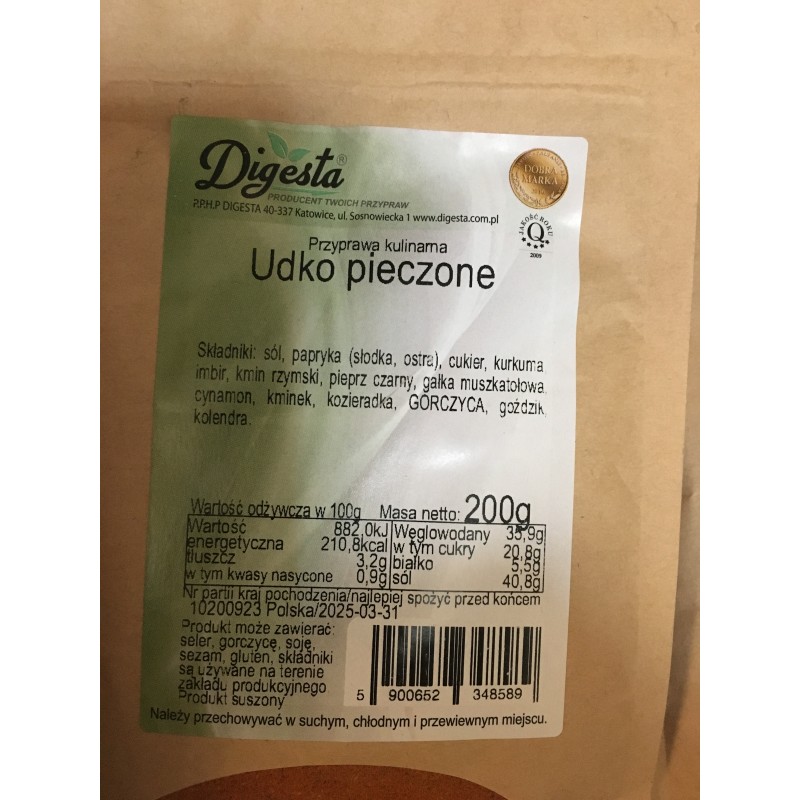 Digesta®
PRODUCENT TWOICH PRZYPRAW
P.P.H.P DIGESTA 40-337 Katowice, ul. Sosnowiecka 1 www.digesta.com.pl
DOBRA
MARKA
JAKOŚĆ ROKU
Q
2009
Przyprawa kulinarna
Udko pieczone
Składniki: sól, papryka (słodka, ostra), cukier, kurkuma
imbir, kmin rzymski, pieprz czarny, gałka muszkatołowa,
cynamon, kminek, kozieradka, GORCZYCA, goździk,
kolendra.
Wartość odżywcza w 100g Masa netto: 200g
Wartość 882,0kJ Węglowodany 35,9g
energetyczna 210,8kcal w tym cukry 20,8g
tłuszcz 3,2g białko 5,5g
w tym kwasy nasycone 0,9g sól 40,8g
Nr partii kraj pochodzenia/najlepiej spożyć przed końcem
10200923 Polska/2025-03-31
Produkt może zawierać:
seler, gorczycę, soję,
sezam, gluten, składniki
są używane na terenie
zakładu produkcyjnego
Produkt suszony
5 900652 348589
Należy przechowywać w suchym, chłodnym i przewiewnym miejscu.